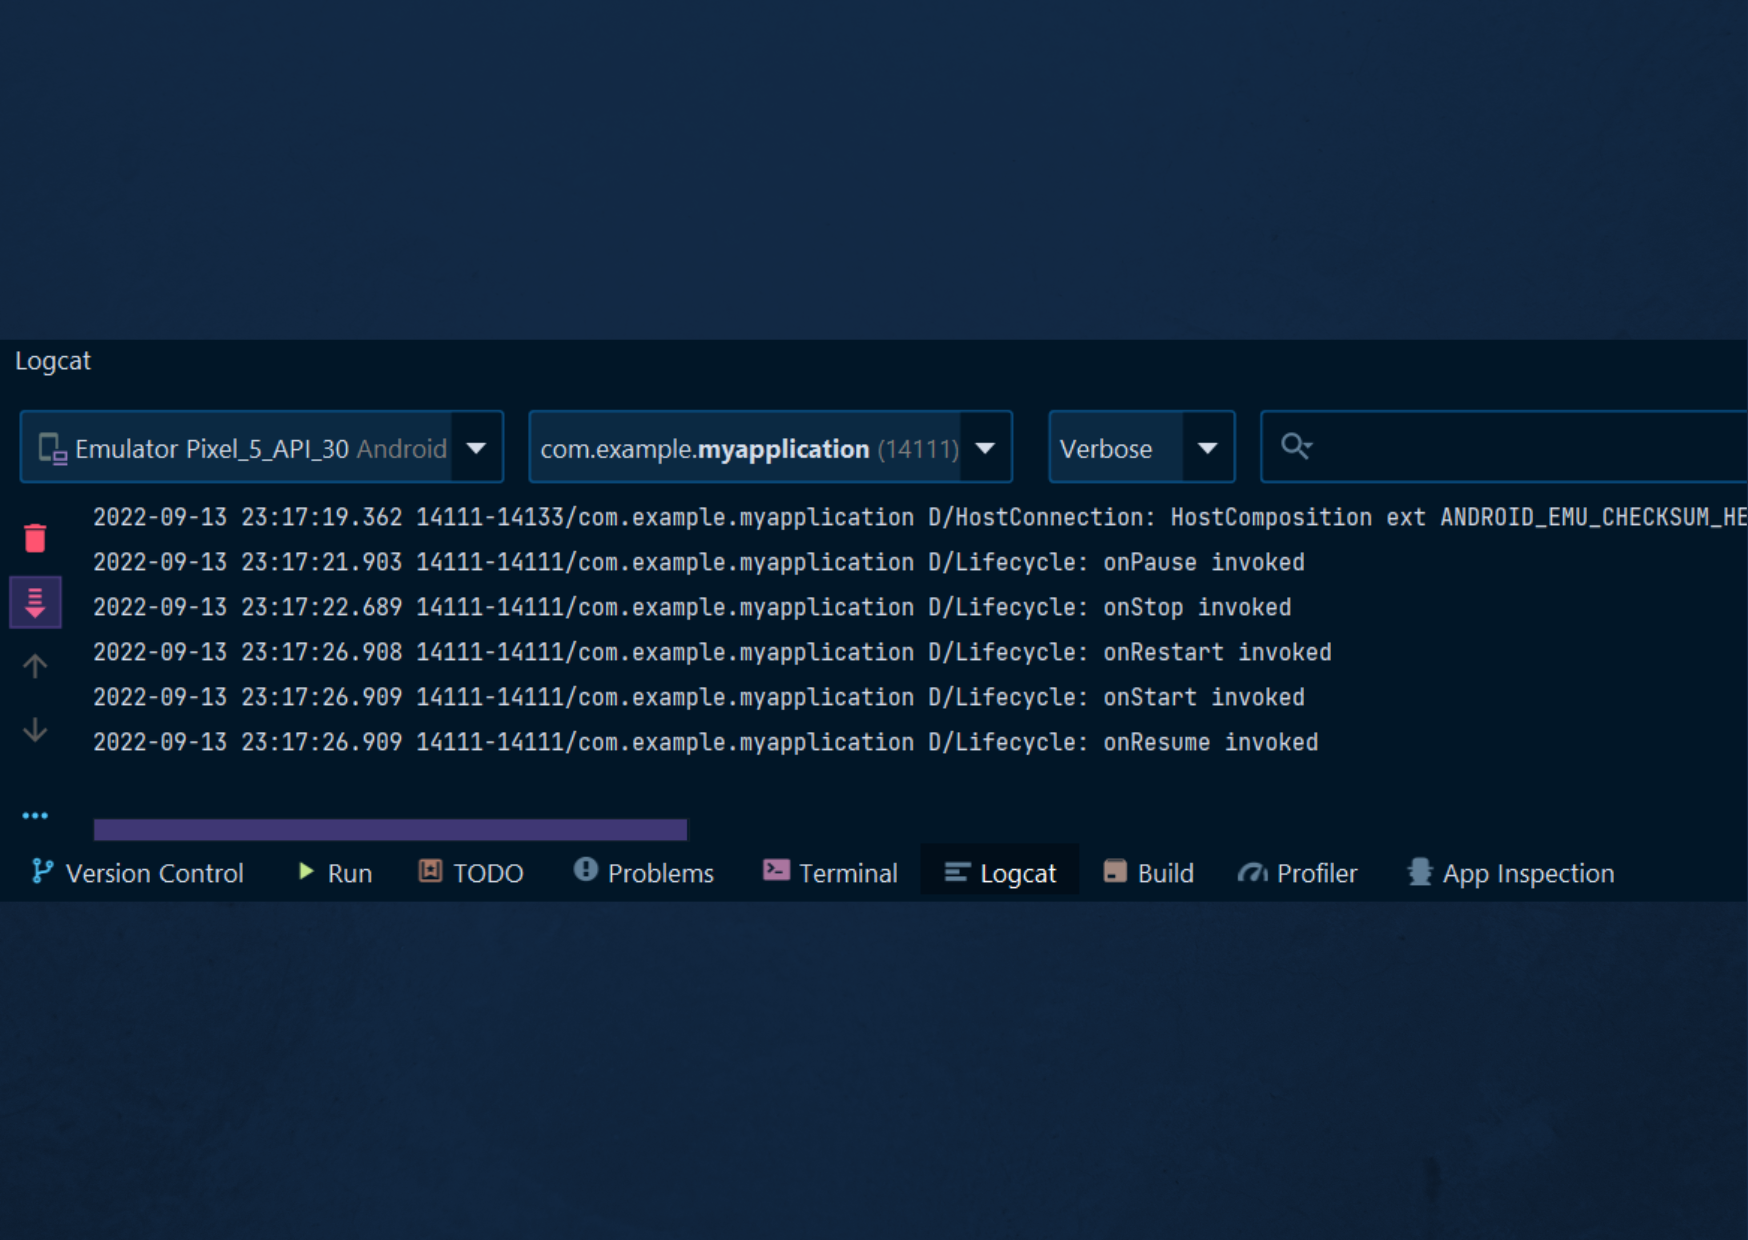 Logcat
Emulator Pixel_5_API_30 Android
com.example.myapplication (14111)
Verbose
2022-09-13 23:17:19.362 14111-14133/com.example.myapplication D/HostConnection: HostComposition ext ANDROID_EMU_CHECKSUM_HE
2022-09-13 23:17:21.903 14111-14111/com.example.myapplication D/Lifecycle: onPause invoked
2022-09-13 23:17:22.689 14111-14111/com.example.myapplication D/Lifecycle: onStop invoked
2022-09-13 23:17:26.908 14111-14111/com.example.myapplication D/Lifecycle: onRestart invoked
2022-09-13 23:17:26.909 14111-14111/com.example.myapplication D/Lifecycle: onStart invoked
2022-09-13 23:17:26.909 14111-14111/com.example.myapplication D/Lifecycle: onResume invoked
Version Control Run TODO Problems Terminal Logcat Build Profiler App Inspection